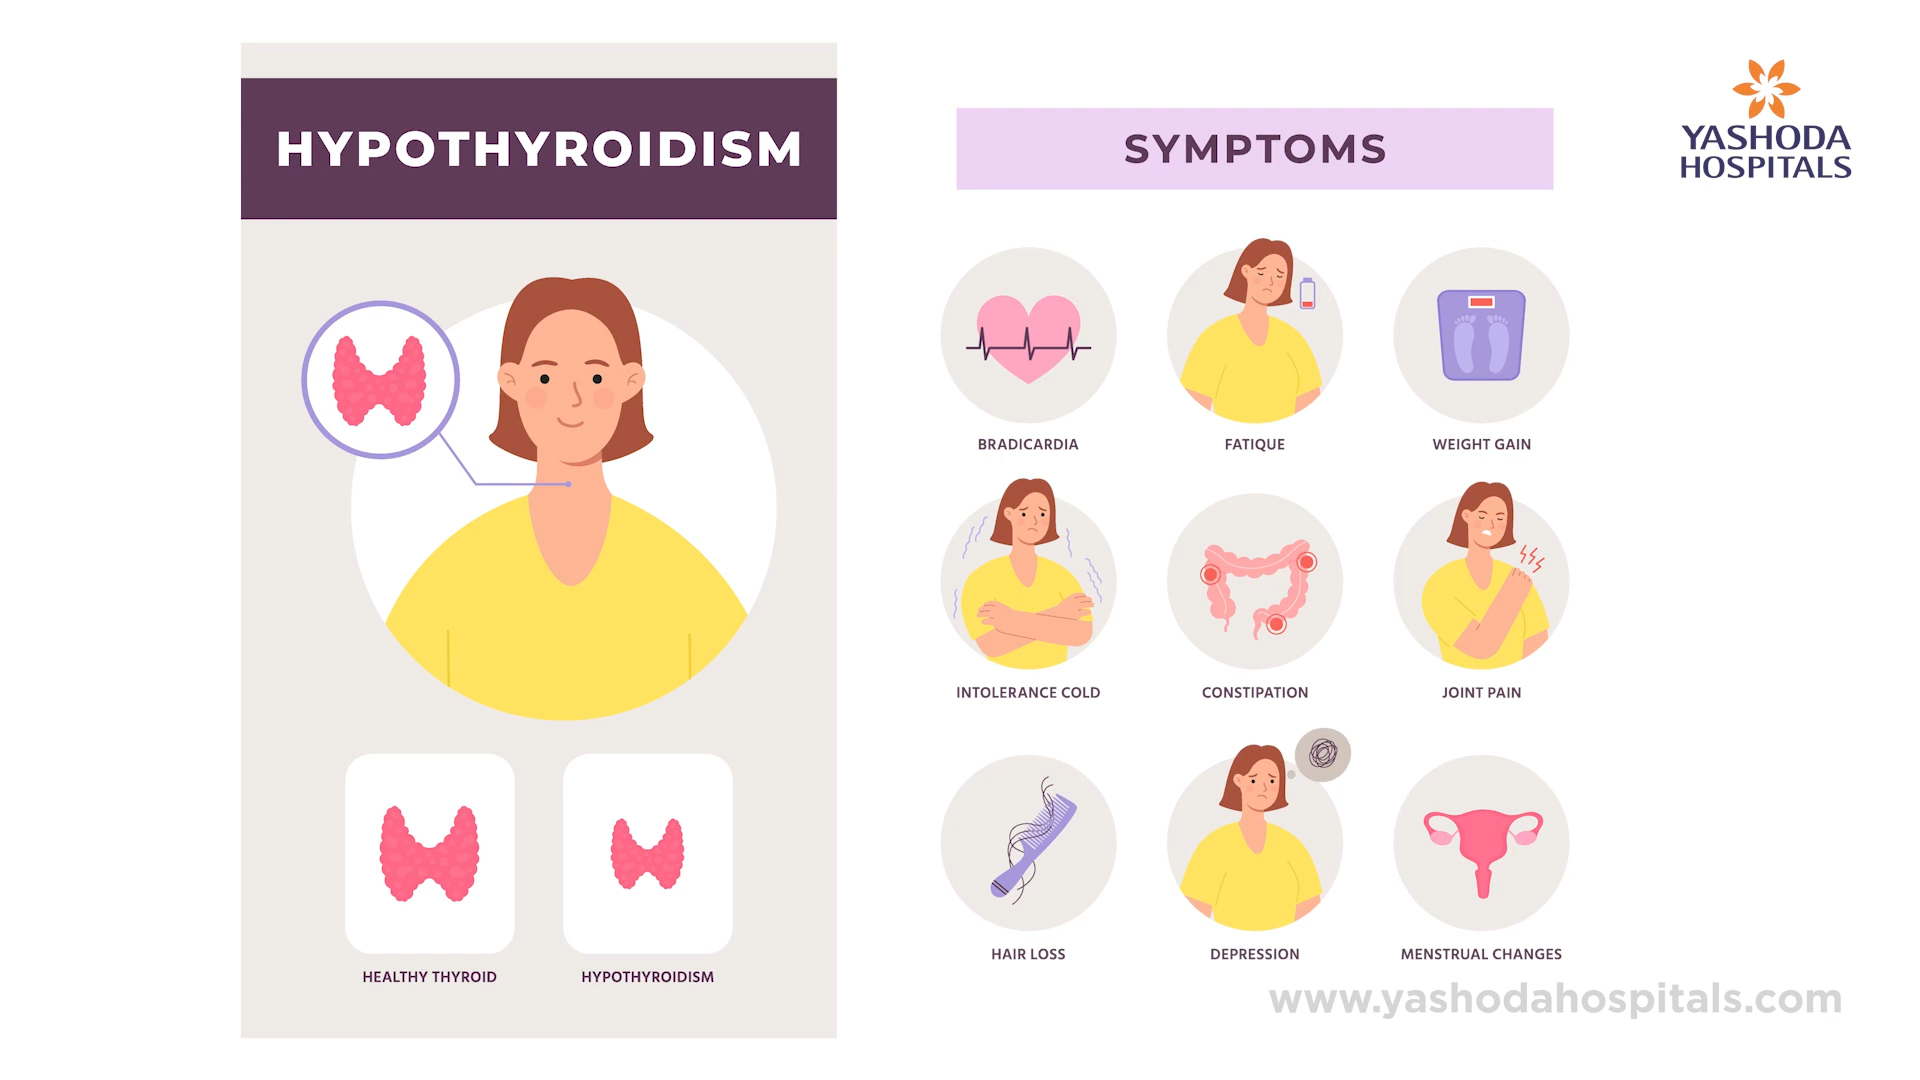 HYPOTHYROIDISM
HEALTHY THYROID
HYPOTHYROIDISM
SYMPTOMS
BRADICARDIA
FATIQUE
WEIGHT GAIN
INTOLERANCE COLD
CONSTIPATION
JOINT PAIN
HAIR LOSS
DEPRESSION
MENSTRUAL CHANGES
YASHODA
HOSPITALS
www.yashodahospitals.com